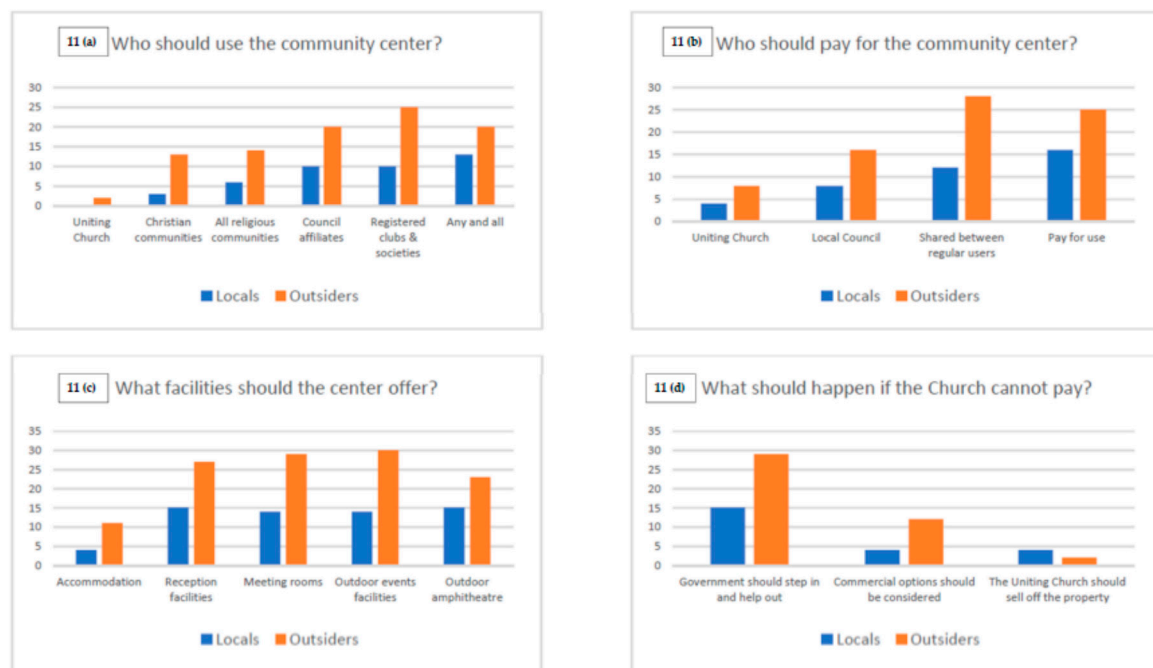 11 (a) Who should use the community center?
30
25
20
15
10
5
0
Uniting Church
Christian communities
All religious communities
Council affiliates
Registered clubs & societies
Any and all
Locals Outsiders
11 (b) Who should pay for the community center?
30
25
20
15
10
5
0
Uniting Church
Local Council
Shared between regular users
Pay for use
Locals Outsiders
11 (c) What facilities should the center offer?
35
30
25
20
15
10
5
0
Accommodation
Reception facilities
Meeting rooms
Outdoor events facilities
Outdoor amphitheatre
Locals Outsiders
11 (d) What should happen if the Church cannot pay?
35
30
25
20
15
10
5
0
Government should step in and help out
Commercial options should be considered
The Uniting Church should sell off the property
Locals Outsiders